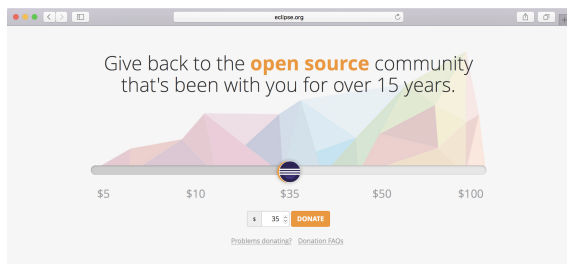 eclipse.org
Give back to the open source community
that's been with you for over 15 years.
$5 $10 $35 $50 $100
$ 35 DONATE
Problems donating? Donation FAQs